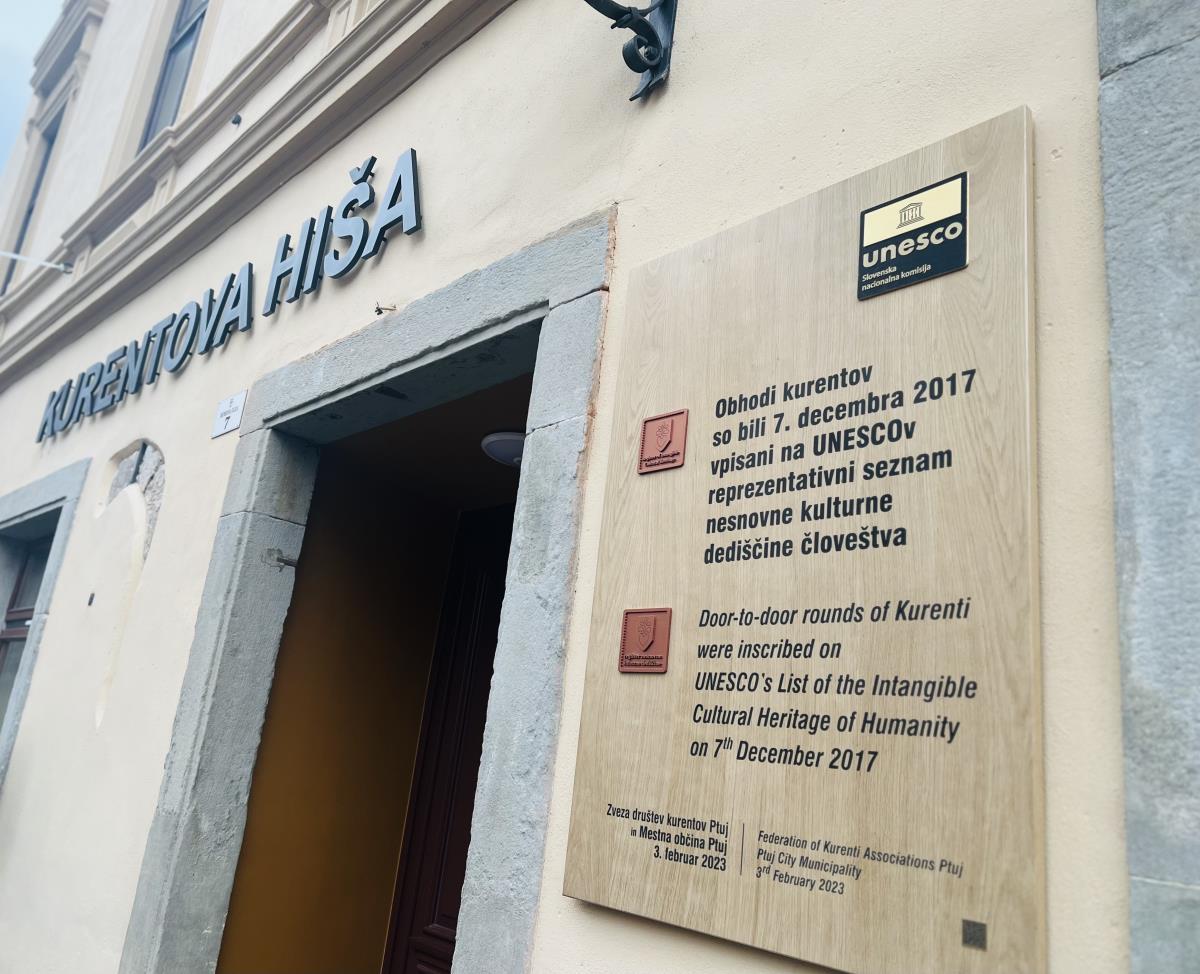 KURENTOVA HIŠA
7
unesco
Slovenska
nacionalna komisija
Obhodi kurentov
so bili 7. decembra 2017
vpisani na UNESCOv
reprezentativni seznam
nesnovne kulturne
dediščine človeštva
Door-to-door rounds of Kurenti
were inscribed on
UNESCO's List of the Intangible
Cultural Heritage of Humanity
on 7th December 2017
Zveza društev kurentov Ptuj
in Mestna občina Ptuj
3. februar 2023
Federation of Kurenti Associations Ptuj
Ptuj City Municipality
3rd February 2023